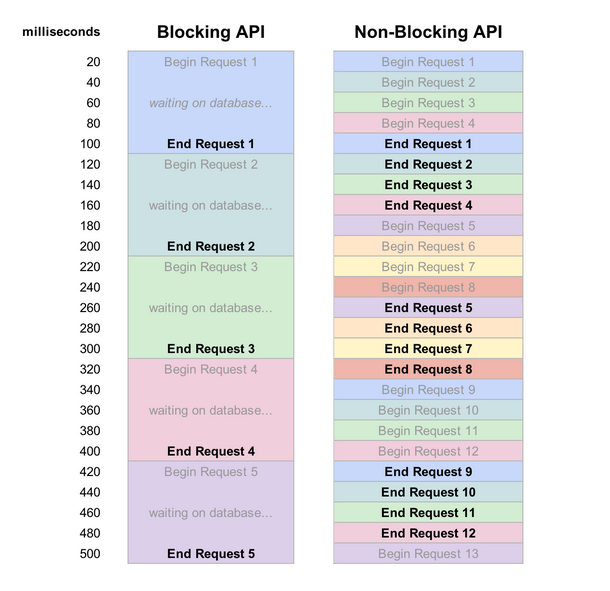 milliseconds Blocking API Non-Blocking API
20 Begin Request 1 Begin Request 1
40 Begin Request 2
60 waiting on database... Begin Request 3
80 Begin Request 4
100 End Request 1 End Request 1
120 Begin Request 2 End Request 2
140 End Request 3
160 waiting on database... End Request 4
180 Begin Request 5
200 End Request 2 Begin Request 6
220 Begin Request 3 Begin Request 7
240 Begin Request 8
260 waiting on database... End Request 5
280 End Request 6
300 End Request 3 End Request 7
320 Begin Request 4 End Request 8
340 Begin Request 9
360 waiting on database... Begin Request 10
380 Begin Request 11
400 End Request 4 Begin Request 12
420 Begin Request 5 End Request 9
440 End Request 10
460 waiting on database... End Request 11
480 End Request 12
500 End Request 5 Begin Request 13